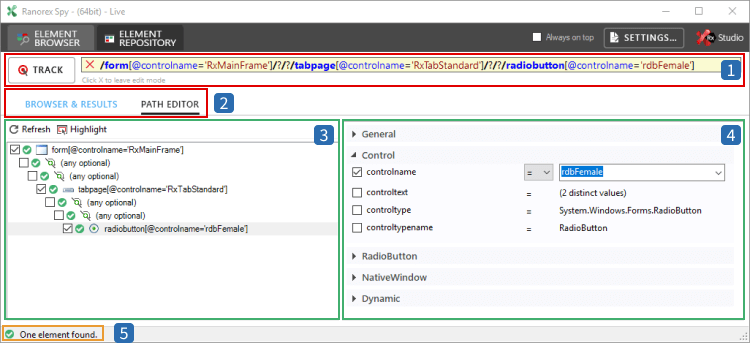 Ranorex Spy - (64bit) - Live
ELEMENT BROWSER
ELEMENT REPOSITORY
Always on top
SETTINGS...
Rx Studio
TRACK
/form[@controlname='RxMainFrame']/?/?/tabpage[@controlname='RxTabStandard']/?/?/radiobutton[@controlname='rdbFemale']
1
Click X to leave edit mode
BROWSER & RESULTS
PATH EDITOR
2
Refresh
Highlight
3
form[@controlname='RxMainFrame']
(any optional)
(any optional)
tabpage[@controlname='RxTabStandard']
(any optional)
(any optional)
radiobutton[@controlname='rdbFemale']
4
General
Control
controlname = rdbFemale
controltext = (2 distinct values)
controltype = System.Windows.Forms.RadioButton
controltypename = RadioButton
RadioButton
NativeWindow
Dynamic
One element found.
5